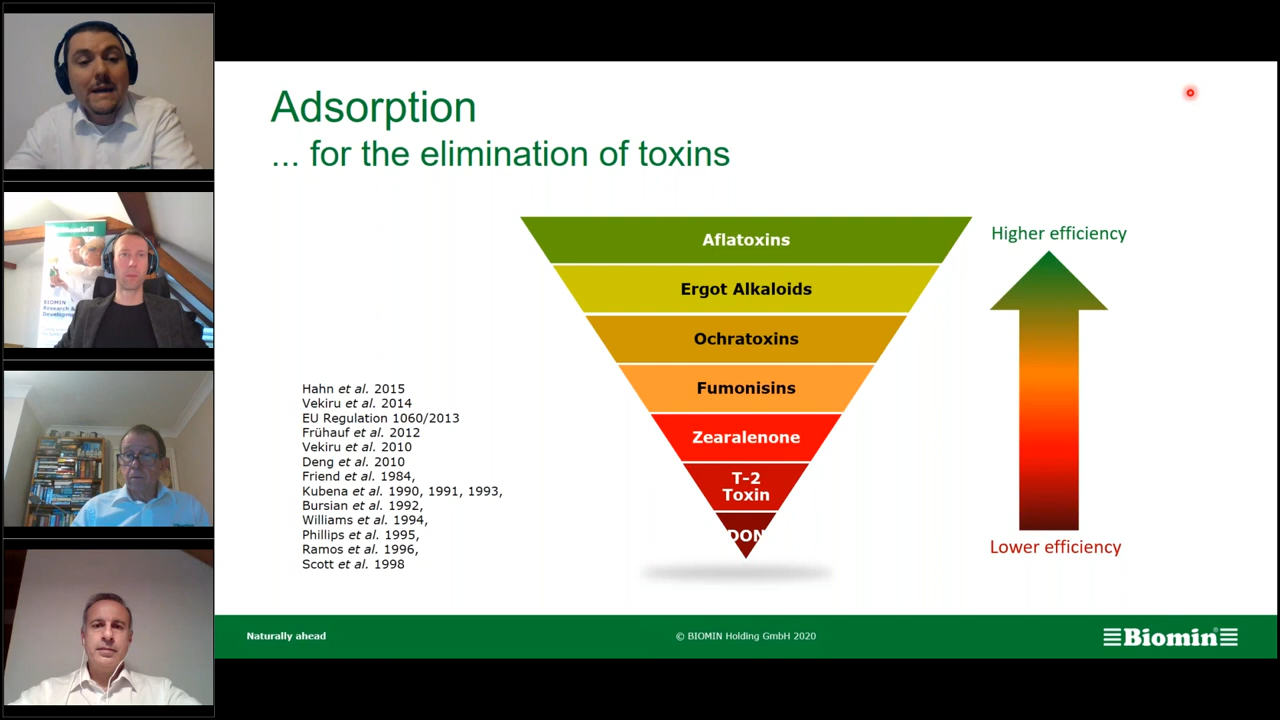 Adsorption
... for the elimination of toxins
Aflatoxins
Ergot Alkaloids
Ochratoxins
Fumonisins
Zearalenone
T-2
Toxin
DON
Higher efficiency
Lower efficiency
Hahn et al. 2015
Vekiru et al. 2014
EU Regulation 1060/2013
Frühauf et al. 2012
Vekiru et al. 2010
Deng et al. 2010
Friend et al. 1984,
Kubena et al. 1990, 1991, 1993,
Bursian et al. 1992,
Williams et al. 1994,
Phillips et al. 1995,
Ramos et al. 1996,
Scott et al. 1998
Naturally ahead
© BIOMIN Holding GmbH 2020
Biomin®
Biomin
BIOMIN
Research &